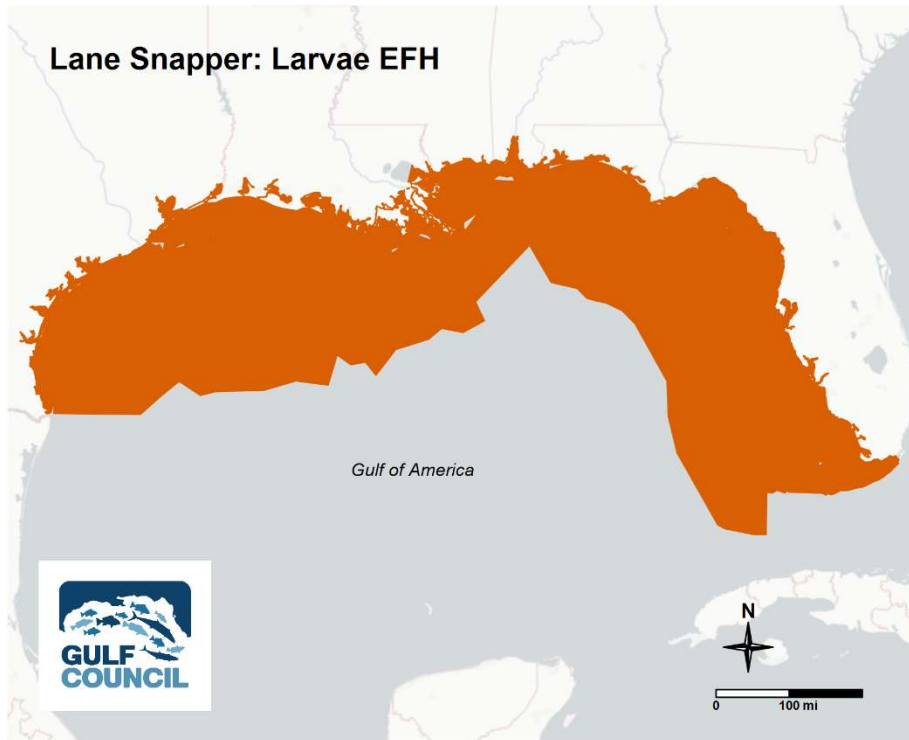 Lane Snapper: Larvae EFH
Gulf of America
GULF
COUNCIL
N
0 100 mi